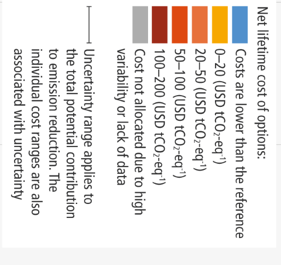 Net lifetime cost of options:
Costs are lower than the reference
0–20 (USD tCO₂-eq⁻¹)
20–50 (USD tCO₂-eq⁻¹)
50–100 (USD tCO₂-eq⁻¹)
100–200 (USD tCO₂-eq⁻¹)
Cost not allocated due to high
variability or lack of data
Uncertainty range applies to
the total potential contribution
to emission reduction. The
individual cost ranges are also
associated with uncertainty